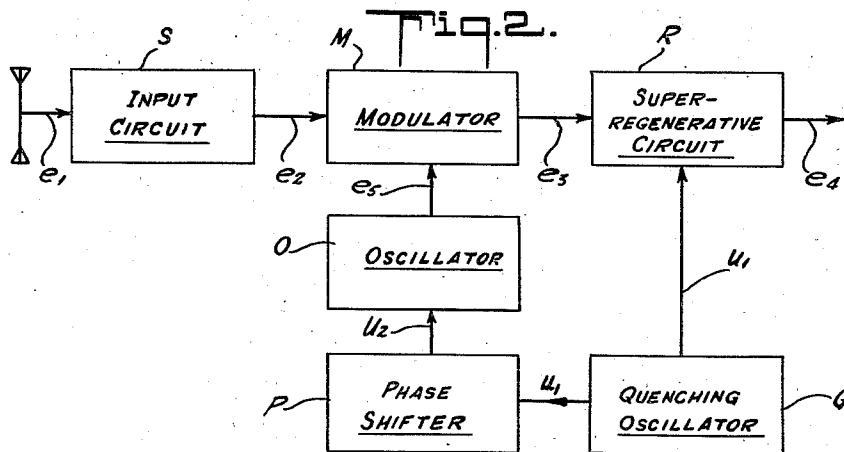 Fig.2.
S
M
R
INPUT
CIRCUIT
MODULATOR
SUPER-
REGENERATIVE
CIRCUIT
e1
e2
e3
e4
e5
O
OSCILLATOR
u1
U2
P
PHASE
SHIFTER
u1
QUENCHING
OSCILLATOR
Q